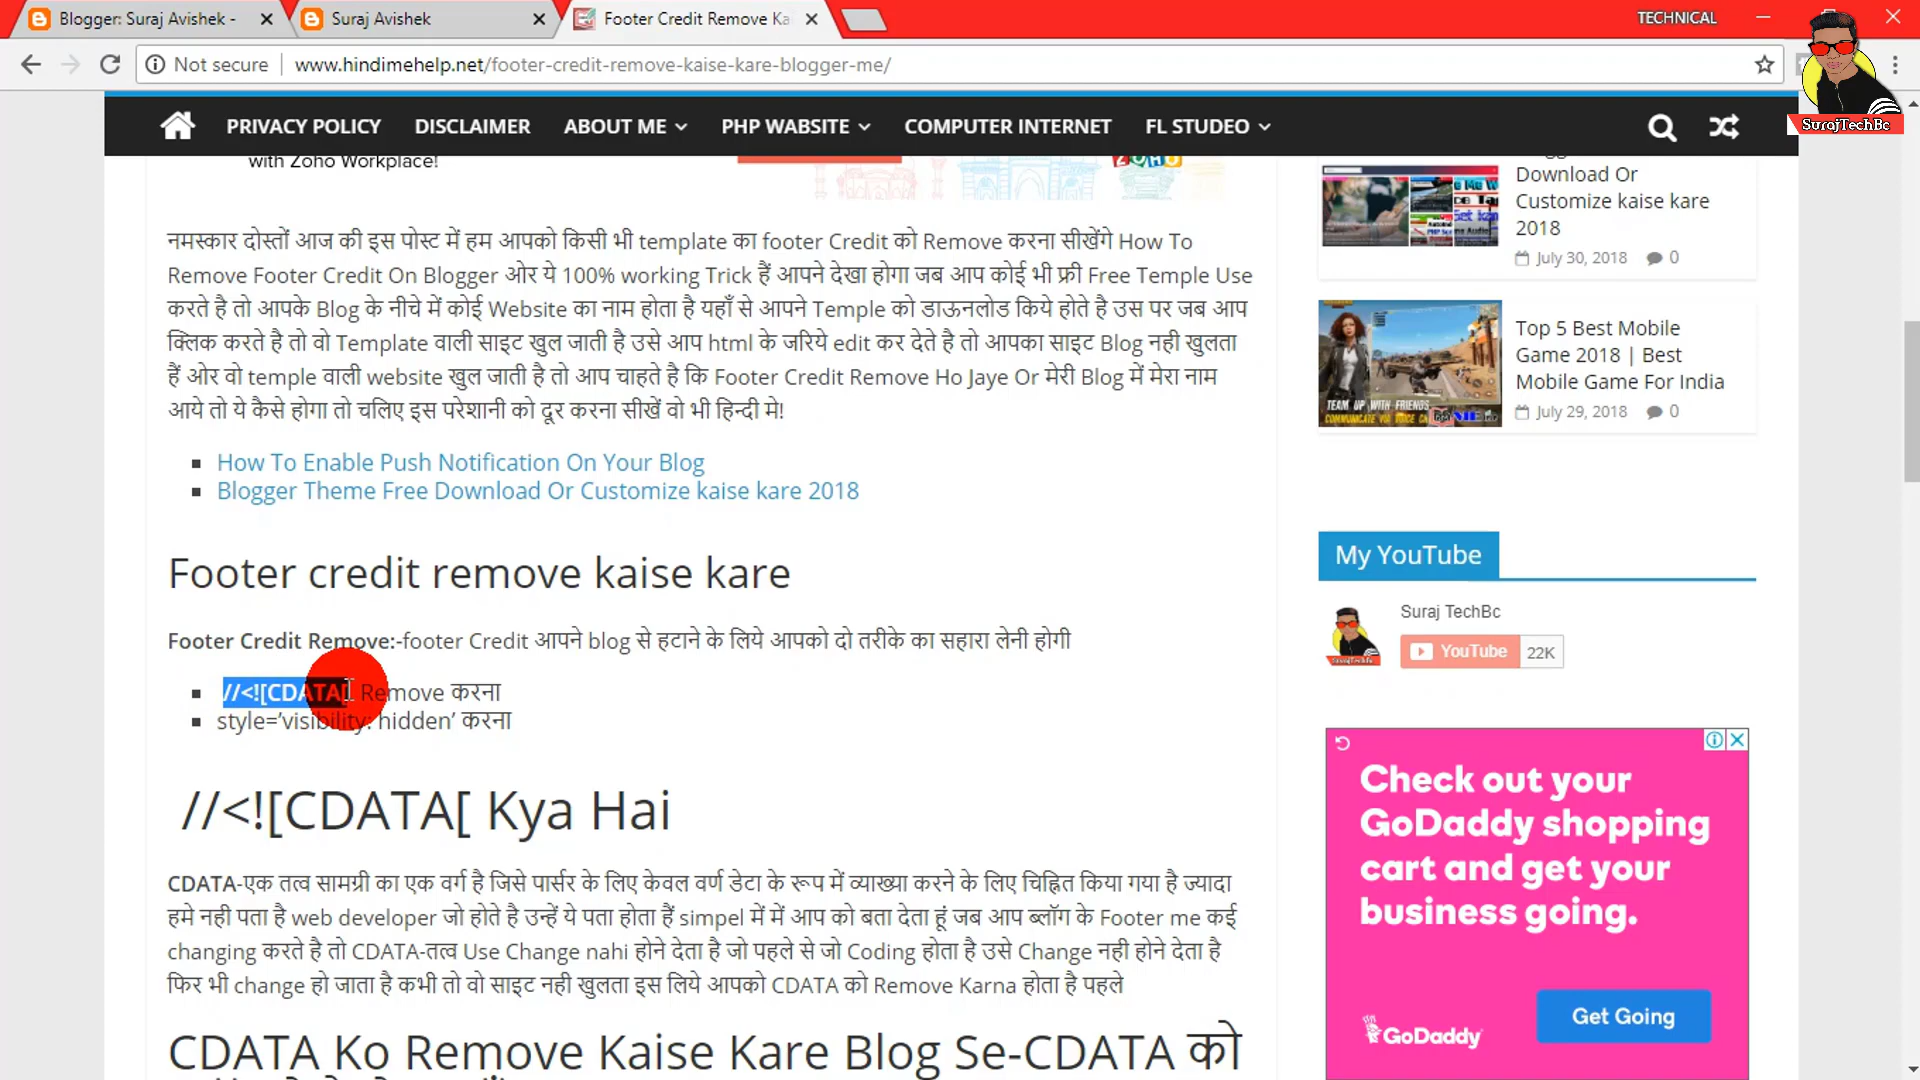 Blogger: Suraj Avishek -
Suraj Avishek
Footer Credit Remove Ka
TECHNICAL
Not secure
www.hindimehelp.net/footer-credit-remove-kaise-kare-blogger-me/
SurajTechBc
PRIVACY POLICY
DISCLAIMER
ABOUT ME
PHP WABSITE
COMPUTER INTERNET
FL STUDEO
with Zoho Workplace!
नमस्कार दोस्तों आज की इस पोस्ट में हम आपको किसी भी template का footer Credit को Remove करना सीखेंगे How To
Remove Footer Credit On Blogger ओर ये 100% working Trick हैं आपने देखा होगा जब आप कोई भी फ्री Free Temple Use
करते है तो आपके Blog के नीचे में कोई Website का नाम होता है यहाँ से आपने Temple को डाऊनलोड किये होते है उस पर जब आप
क्लिक करते है तो वो Template वाली साइट खुल जाती है उसे आप html के जरिये edit कर देते है तो आपका साइट Blog नही खुलता
हैं ओर वो temple वाली website खुल जाती है तो आप चाहते है कि Footer Credit Remove Ho Jaye Or मेरी Blog में मेरा नाम
आये तो ये कैसे होगा तो चलिए इस परेशानी को दूर करना सीखें वो भी हिन्दी मे!
How To Enable Push Notification On Your Blog
Blogger Theme Free Download Or Customize kaise kare 2018
Footer credit remove kaise kare
Footer Credit Remove:-footer Credit आपने blog से हटाने के लिये आपको दो तरीके का सहारा लेनी होगी
//<![CDATA[ Remove करना
style=’visibility: hidden’ करना
//<![CDATA[ Kya Hai
CDATA-एक तत्व सामग्री का एक वर्ग है जिसे पार्सर के लिए केवल वर्ण डेटा के रूप में व्याख्या करने के लिए चिह्नित किया गया है ज्यादा
हमे नही पता है web developer जो होते है उन्हें ये पता होता हैं simpel में में आप को बता देता हूं जब आप ब्लॉग के Footer me कई
changing करते है तो CDATA-तत्व Use Change nahi होने देता है जो पहले से जो Coding होता है उसे Change नही होने देता है
फिर भी change हो जाता है कभी तो वो साइट नही खुलता इस लिये आपको CDATA को Remove Karna होता है पहले
CDATA Ko Remove Kaise Kare Blog Se-CDATA को
Download Or
Customize kaise kare
2018
July 30, 2018
0
TEAM UP WITH FRIENDS
COMMUNICATE VIA VOICE
Top 5 Best Mobile
Game 2018 | Best
Mobile Game For India
July 29, 2018
0
My YouTube
Suraj TechBc
YouTube
22K
Check out your
GoDaddy shopping
cart and get your
business going.
GoDaddy
Get Going